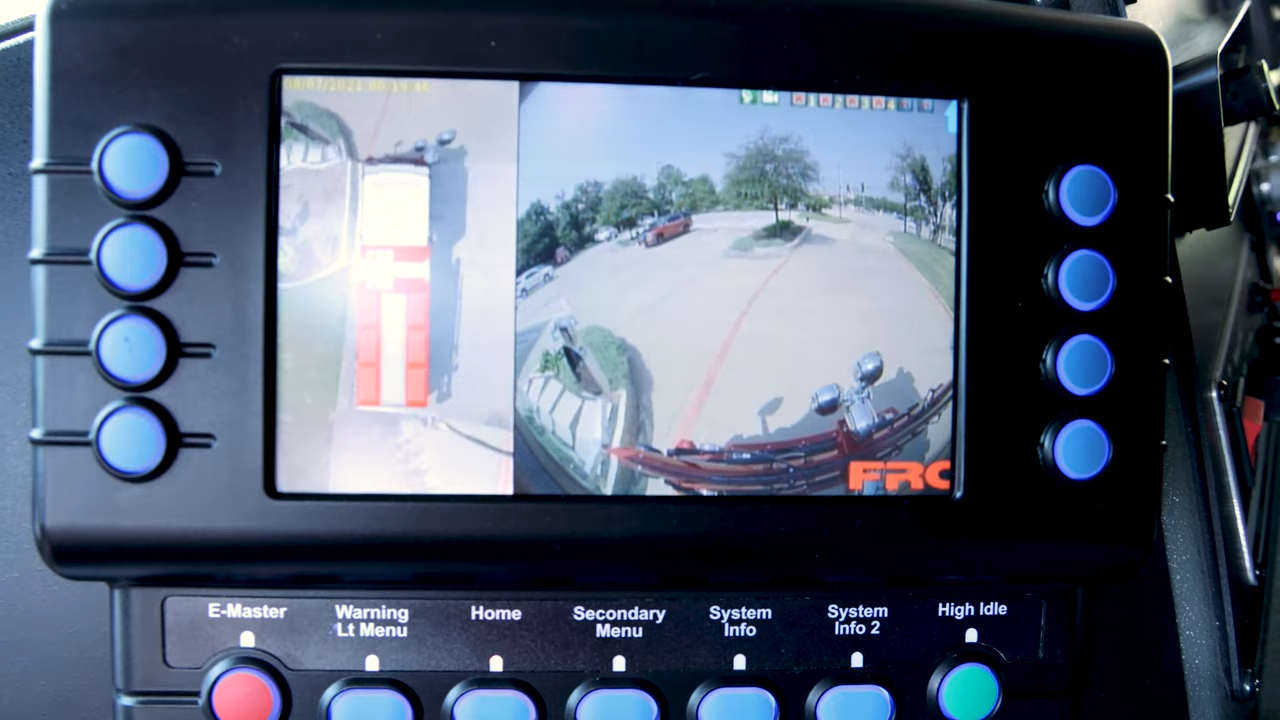 FRC
E-Master
Warning
Lt Menu
Home
Secondary
Menu
System
Info
System
Info 2
High Idle